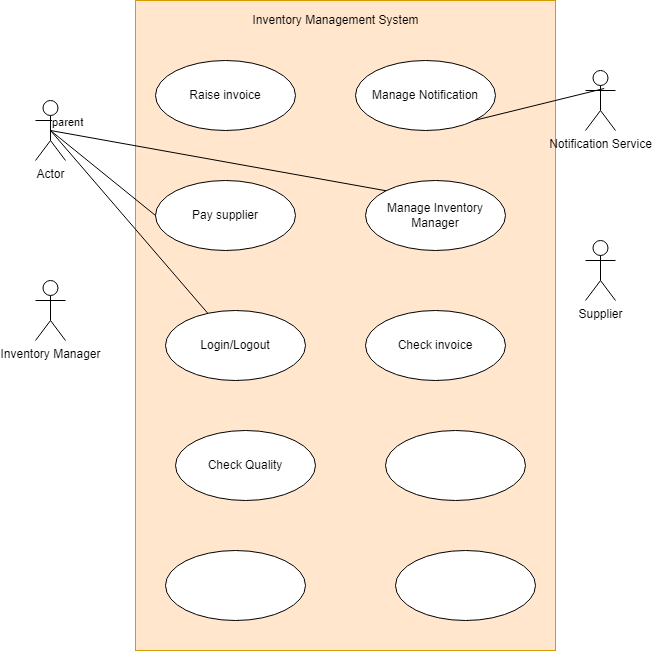 Inventory Management System
Raise invoice
Manage Notification
parent
Actor
Notification Service
Pay supplier
Manage Inventory
Manager
Supplier
Inventory Manager
Login/Logout
Check invoice
Check Quality